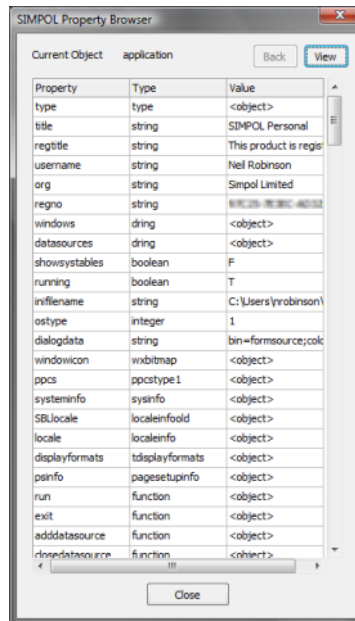 SIMPOL Property Browser
Current Object application Back View
Property Type Value
type type <object>
title string SIMPOL Personal
regtitle string This product is regis
username string Neil Robinson
org string Simpol Limited
regno string
windows dring <object>
datasources dring <object>
showsystables boolean F
running boolean T
inifilename string C:\Users\nrobinson\
ostype integer 1
dialogdata string bin=formsource;colo
windowicon wxbitmap <object>
ppcs ppcstype1 <object>
systeminfo sysinfo <object>
SBLlocale localeinfoold <object>
locale localeinfo <object>
displayformats tdisplayformats <object>
psinfo pagesetupinfo <object>
run function <object>
exit function <object>
adddatasource function <object>
closedatasource function <object>
Close